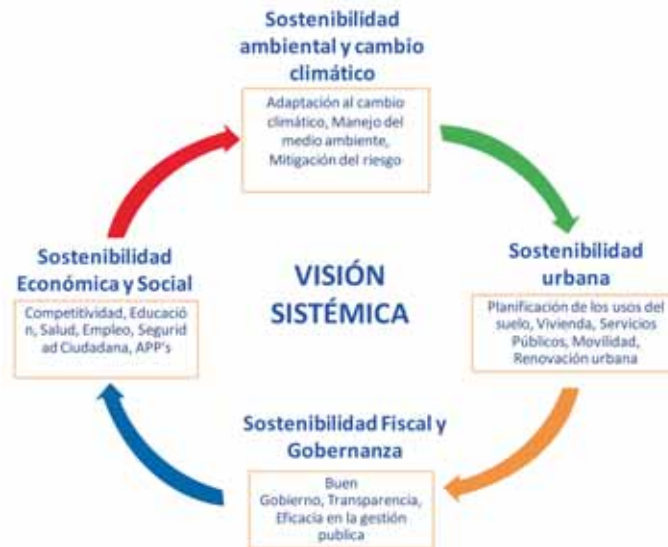 Sostenibilidad
ambiental y cambio
climático
Adaptación al cambio
climático, Manejo del
medio ambiente,
Mitigación del riesgo
Sostenibilidad
urbana
Planificación de los usos del
suelo, Vivienda, Servicios
Públicos, Movilidad,
Renovación urbana
Sostenibilidad Fiscal y
Gobernanza
Buen
Gobierno, Transparencia,
Eficacia en la gestión
publica
Sostenibilidad
Económica y Social
Competitividad, Educació
n, Salud, Empleo, Segurid
ad Ciudadana, APP's
VISIÓN
SISTÉMICA